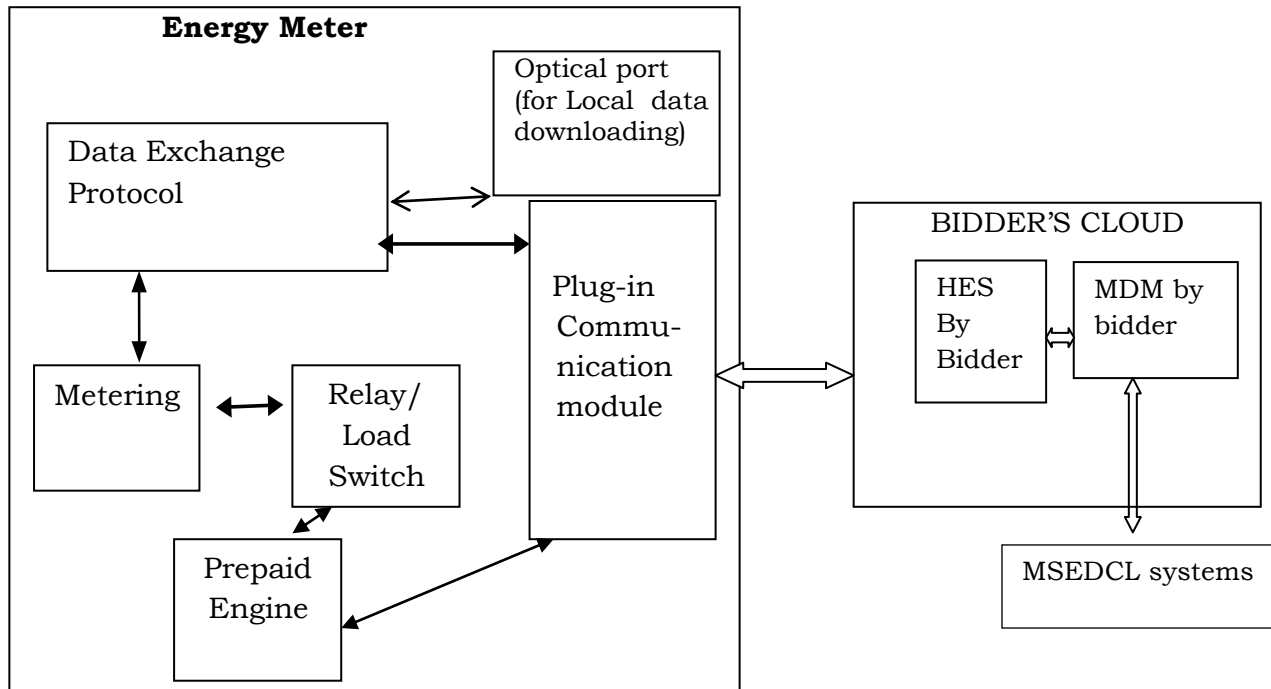 Energy Meter
Optical port
(for Local data
downloading)
Data Exchange
Protocol
Plug-in
Commu-
nication
module
Metering
Relay/
Load
Switch
Prepaid
Engine
BIDDER’S CLOUD
HES
By
Bidder
MDM by
bidder
MSEDCL systems